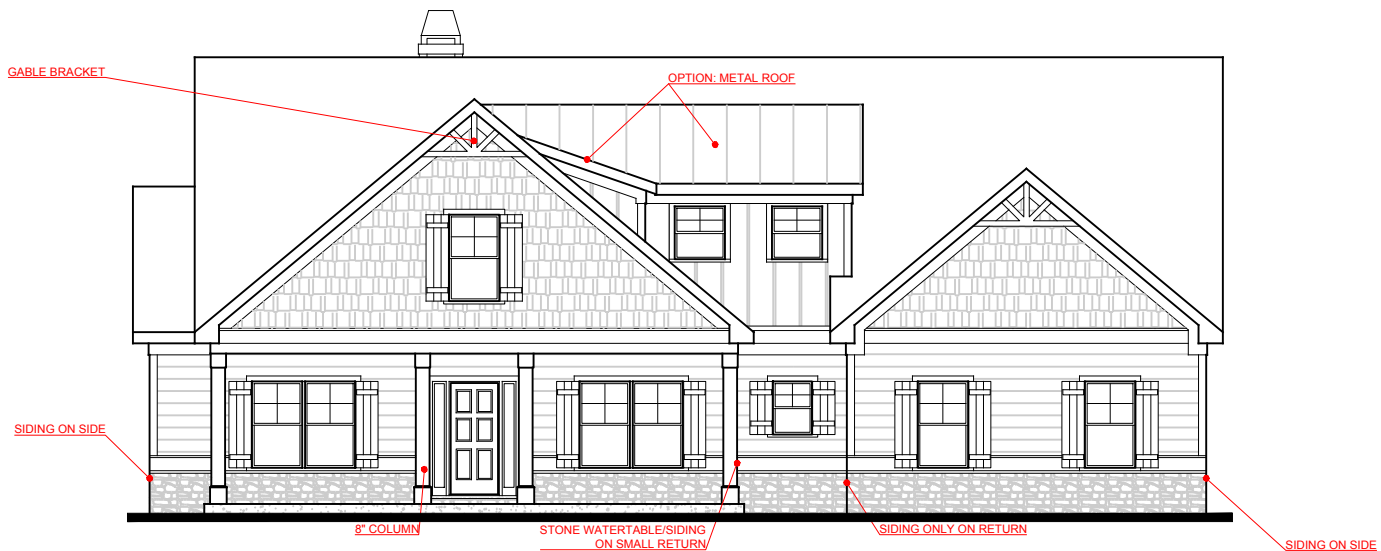 GABLE BRACKET
OPTION: METAL ROOF
SIDING ON SIDE
8" COLUMN
STONE WATERTABLE/SIDING
ON SMALL RETURN
SIDING ONLY ON RETURN
SIDING ON SIDE